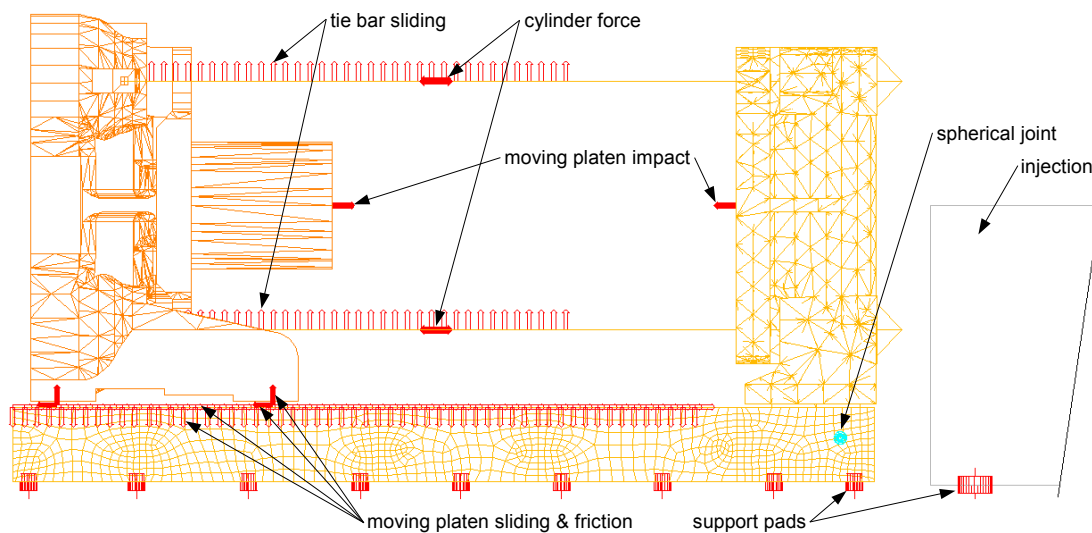 tie bar sliding
cylinder force
spherical joint
moving platen impact
injection
moving platen sliding & friction
support pads